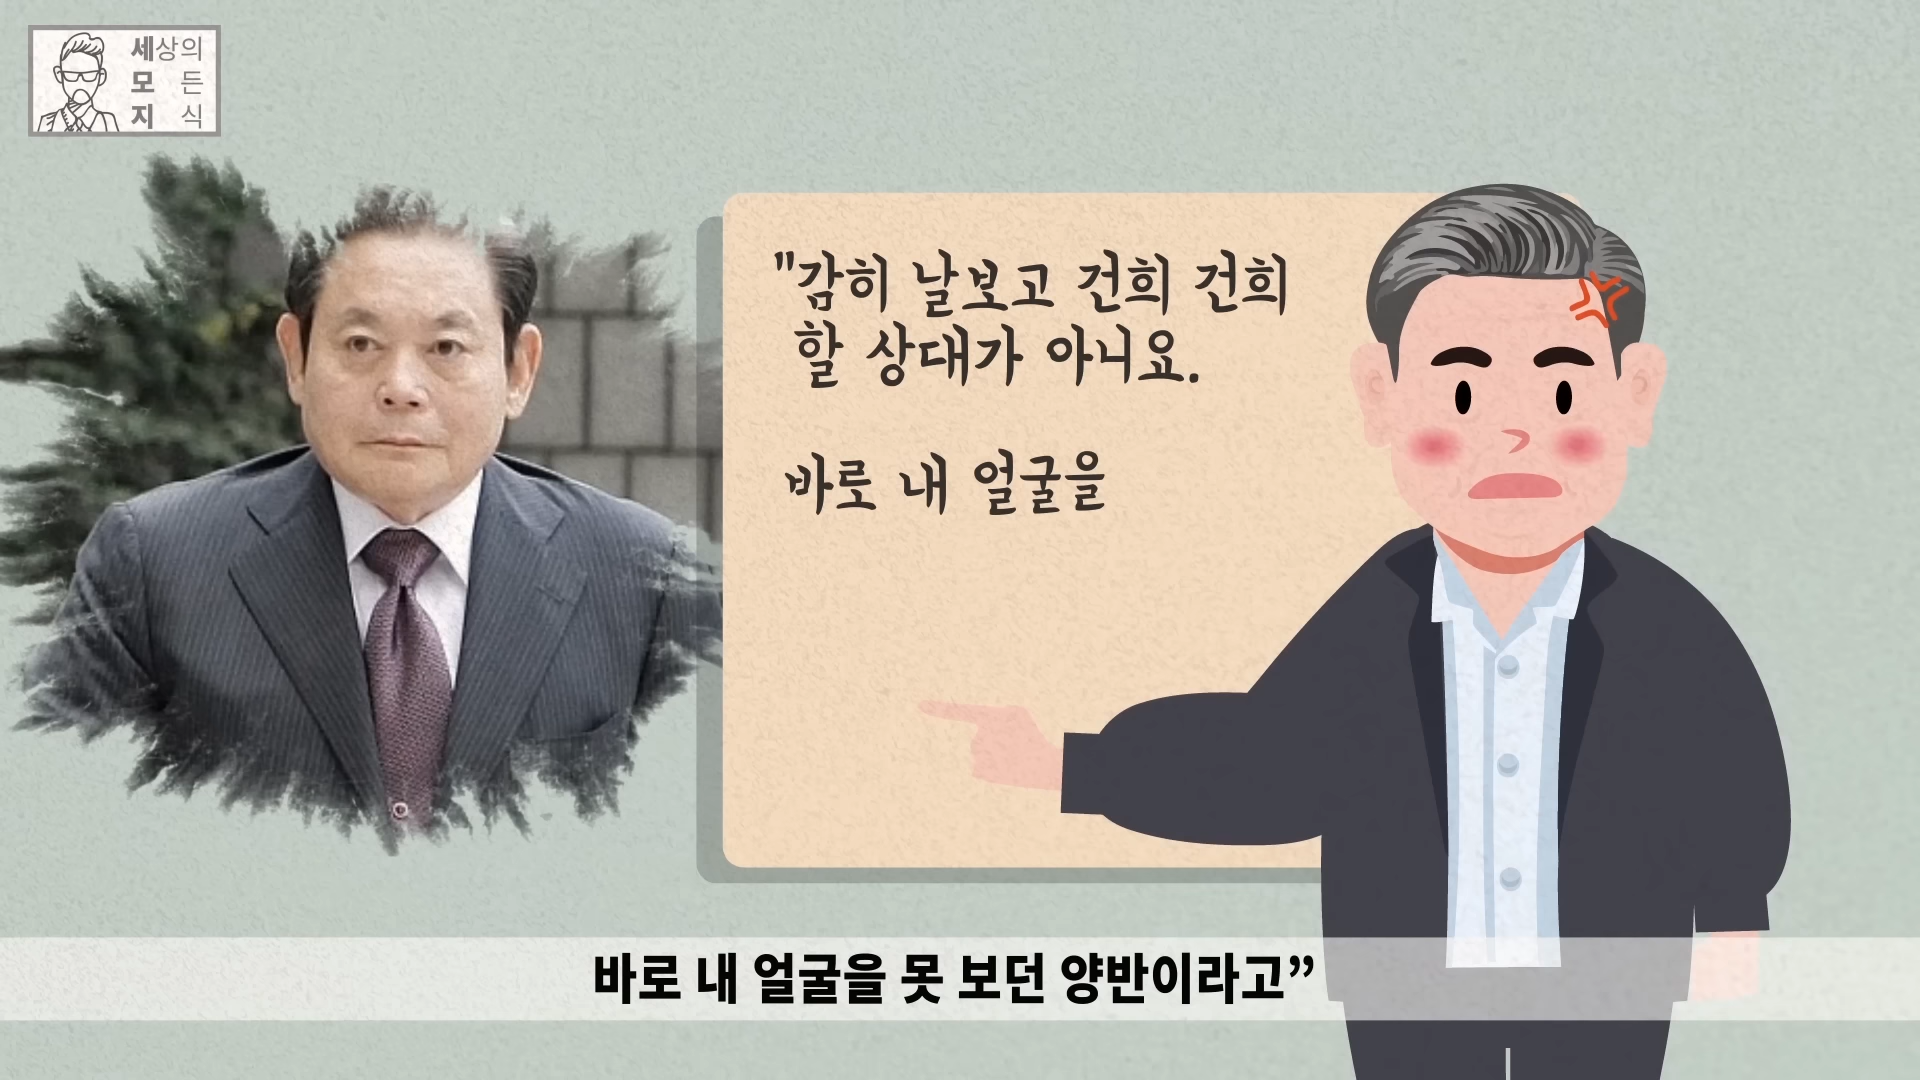 세상의
모든
지식
"감히 날보고 건희 건희
할 상대가 아니요.
바로 내 얼굴을
바로 내 얼굴을 못 보던 양반이라고”